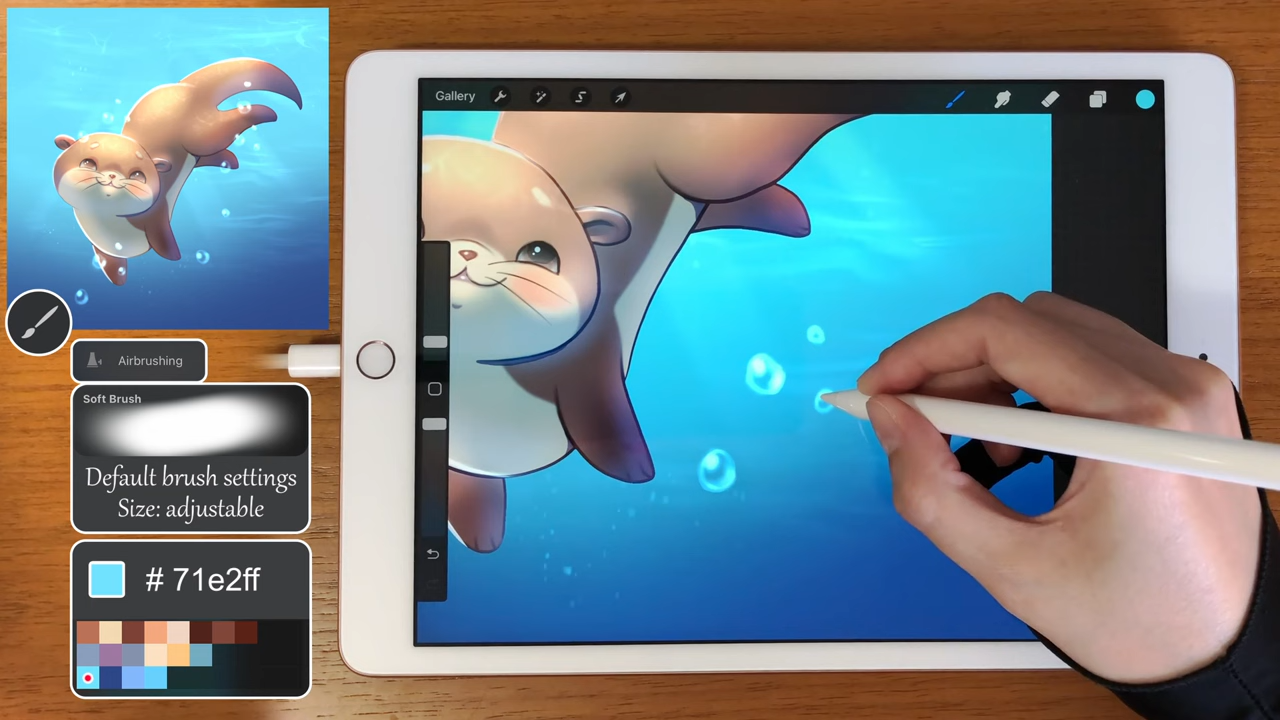 Gallery
Airbrushing
Soft Brush
Default brush settings
Size: adjustable
# 71e2ff